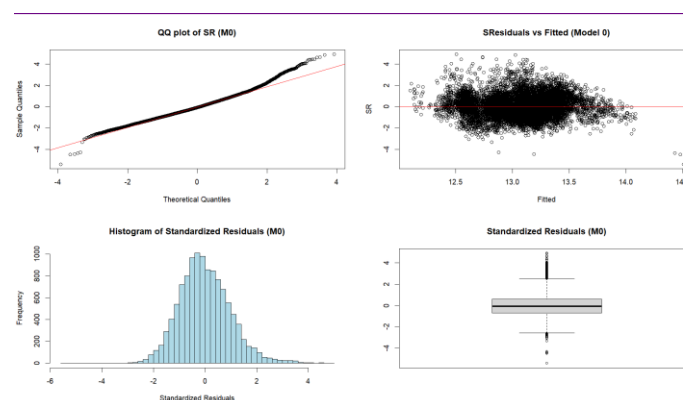 QQ plot of SR (M0)
Sample Quantiles
4
2
0
-2
-4
-4 -2 0 2 4
Theoretical Quantiles
SResiduals vs Fitted (Model 0)
SR
4
2
0
-2
-4
12.5 13.0 13.5 14.0 14.5
Fitted
Histogram of Standardized Residuals (M0)
Frequency
1000
800
600
400
200
0
-6 -4 -2 0 2 4
Standardized Residuals
Standardized Residuals (M0)
4
2
0
-2
-4